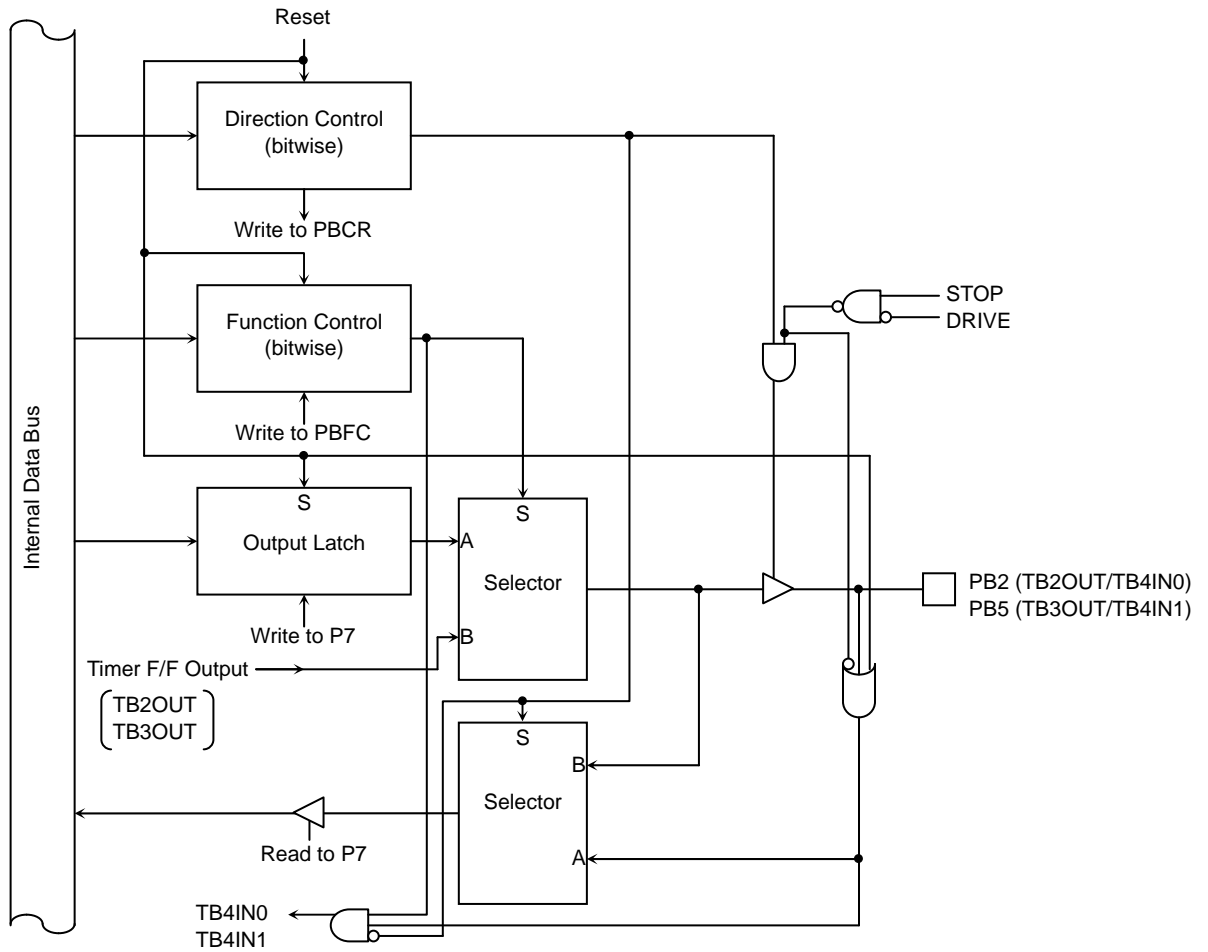 Reset
Direction Control
(bitwise)
Write to PBCR
STOP
DRIVE
Function Control
(bitwise)
Write to PBFC
Internal Data Bus
S
Output Latch
Write to P7
S
A
Selector
B
PB2 (TB2OUT/TB4IN0)
PB5 (TB3OUT/TB4IN1)
Timer F/F Output
TB2OUT
TB3OUT
S
B
Selector
A
Read to P7
TB4IN0
TB4IN1